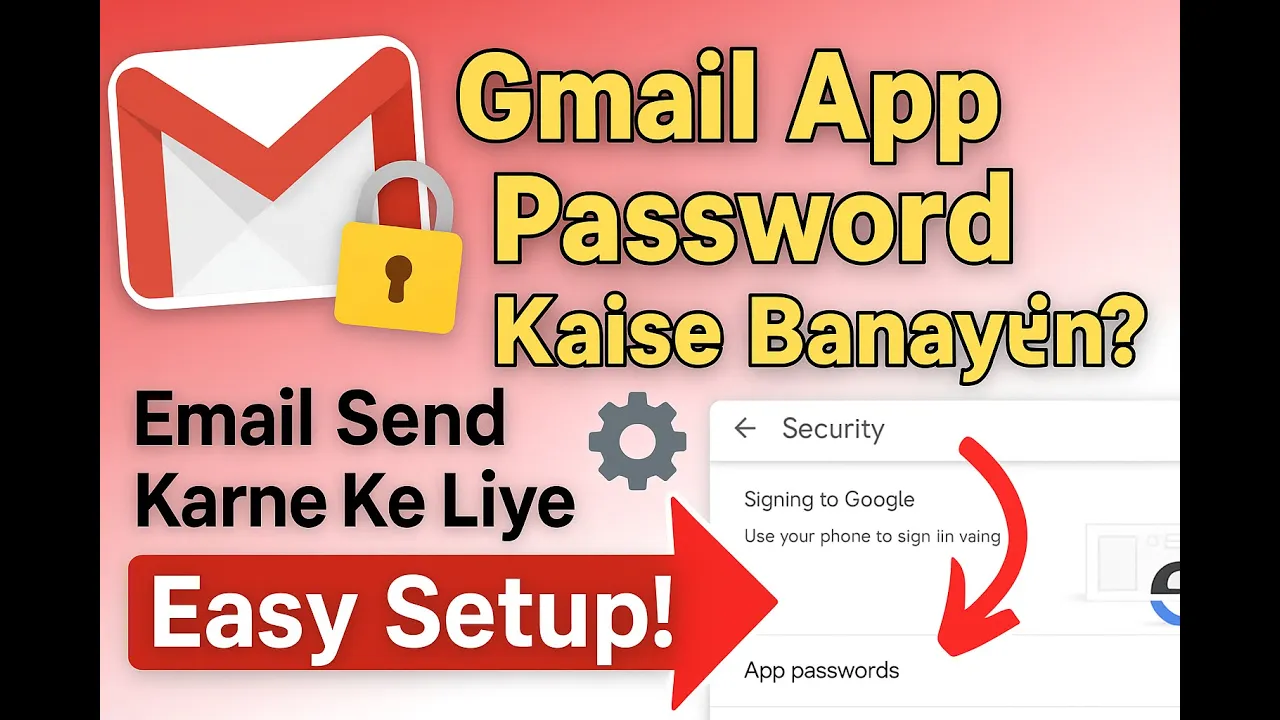 Gmail App
Password
Kaise Banayein?
Email Send
Karne Ke Liye
Easy Setup!
Security
Signing to Google
Use your phone to sign Iin vaing
App passwords